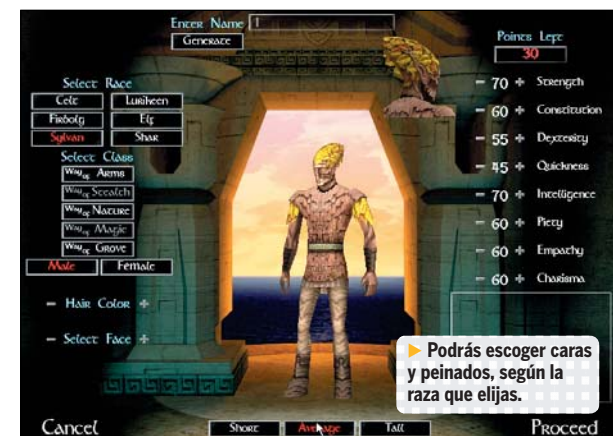 Enter Name 1
Generate
Points Left
30
Select Race
Celt Lurikeen
Firbolg Elf
Sylvan Shar
Select Class
Way of Arms
Way of Stealth
Way of Nature
Way of Magic
Way of Grove
Male Female
- Hair Color +
- Select Face +
- 70 + Strength
- 60 + Constitution
- 55 + Dexterity
- 45 + Quickness
- 70 + Intelligence
- 60 + Piety
- 60 + Empathy
- 60 + Charisma
Podrás escoger caras
y peinados, según la
raza que elijas.
Cancel Short Average Tall Proceed